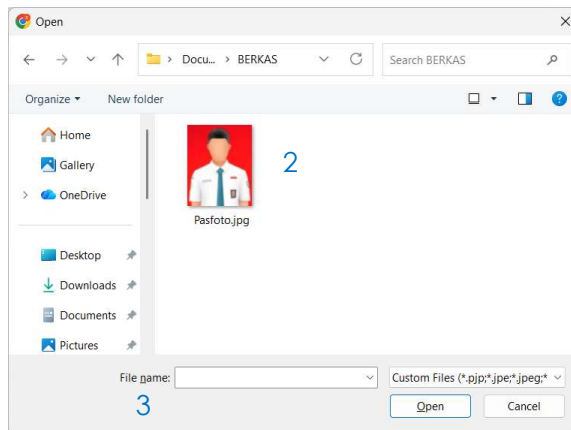 Open
Docu... > BERKAS
Search BERKAS
Organize
New folder
Home
Gallery
OneDrive
Desktop
Downloads
Documents
Pictures
2
Pasfoto.jpg
File name:
Custom Files (*.pjp;*.jpe;*.jpeg;*
3
Open
Cancel